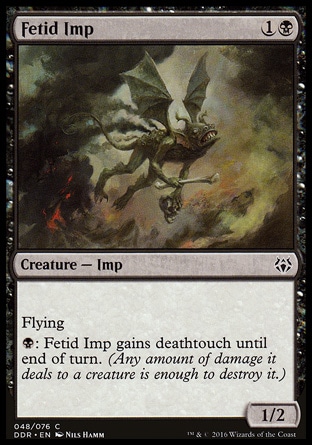 Fetid Imp 1
Creature — Imp
Flying
: Fetid Imp gains deathtouch until
end of turn. (Any amount of damage it
deals to a creature is enough to destroy it.)
1/2
048/076 C
DDR • EN Nils Hamm
™ & © 2016 Wizards of the Coast